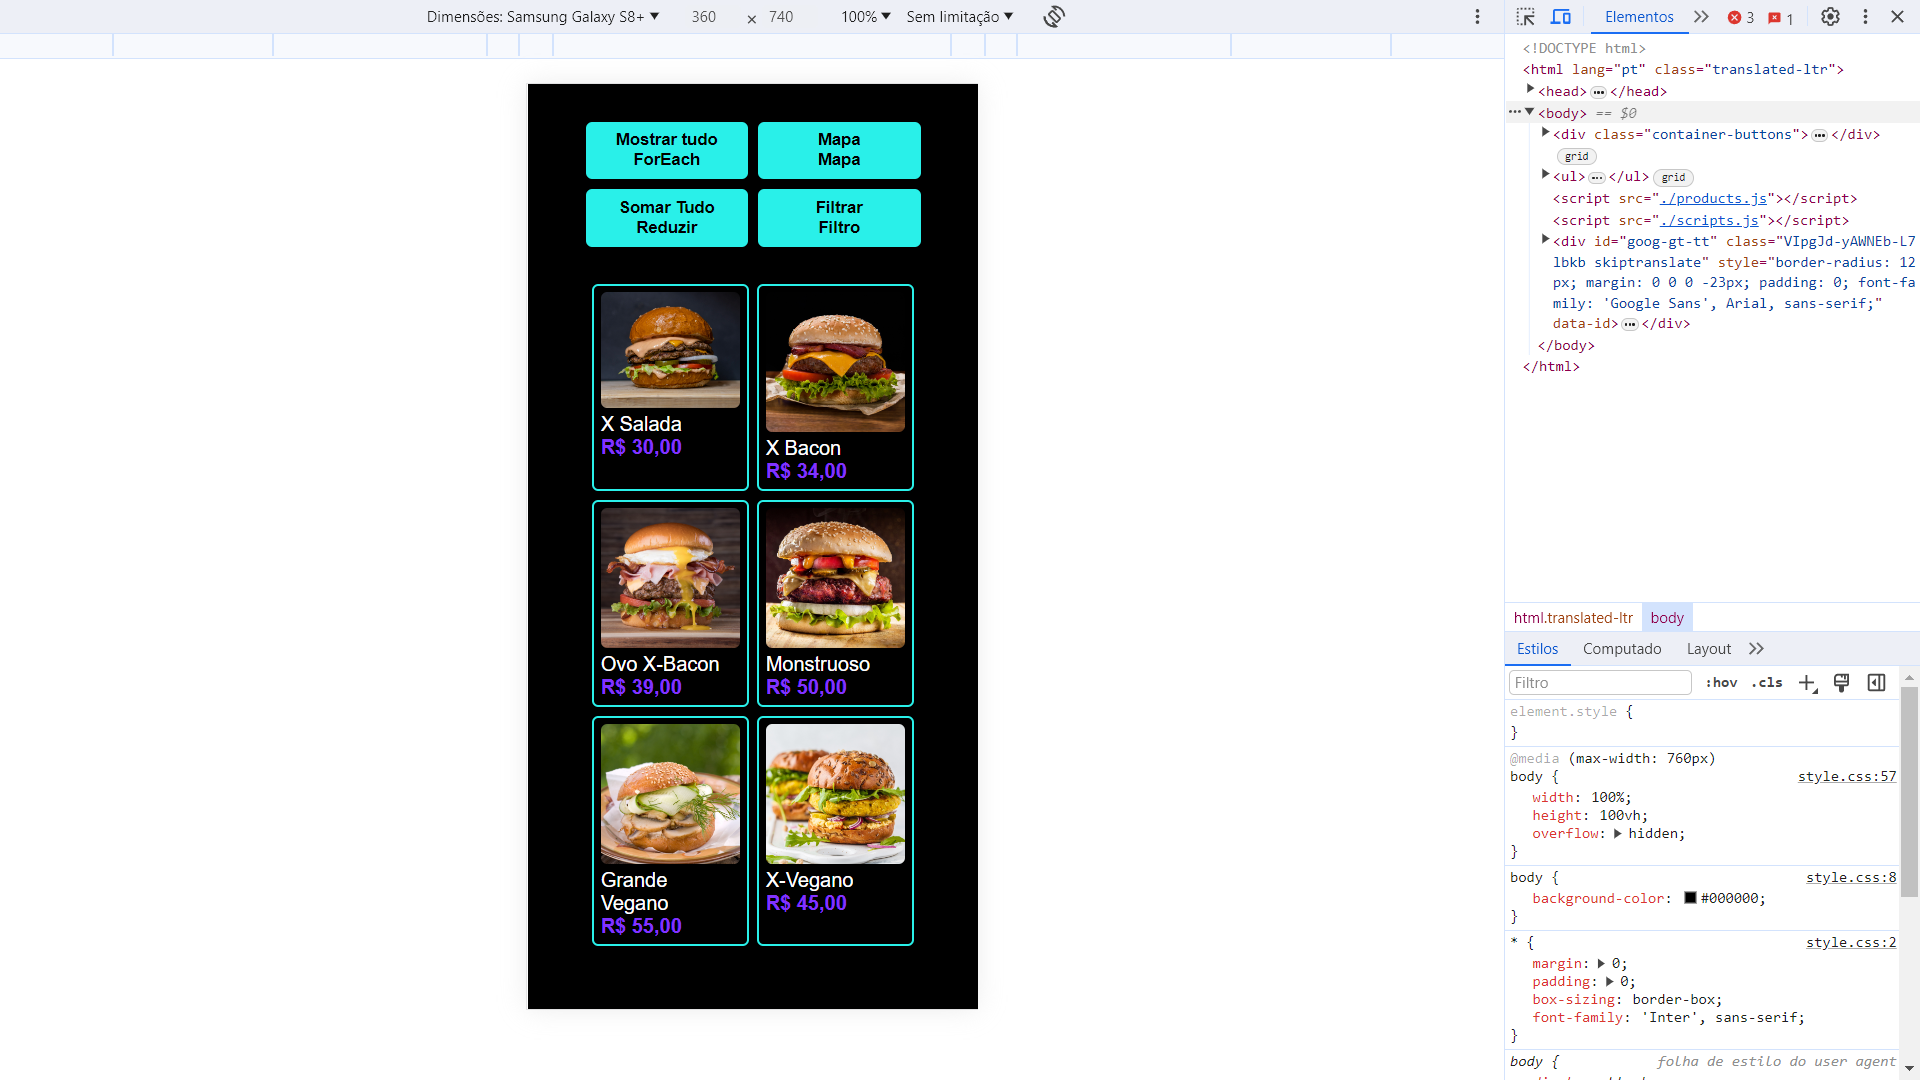 Dimensões: Samsung Galaxy S8+ 360 × 740 100% Sem limitação
Elementos 3 1
Mostrar tudo
ForEach
Mapa
Mapa
Somar Tudo
Reduzir
Filtrar
Filtro
X Salada
R$ 30,00
X Bacon
R$ 34,00
Ovo X-Bacon
R$ 39,00
Monstruoso
R$ 50,00
Grande
Vegano
R$ 55,00
X-Vegano
R$ 45,00
<!DOCTYPE html>
<html lang="pt" class="translated-ltr">
<head> ••• </head>
••• <body> == $0
<div class="container-buttons"> ••• </div>
grid
<ul> ••• </ul> grid
<script src="./products.js"></script>
<script src="./scripts.js"></script>
<div id="goog-gt-tt" class="VIpgJd-yAWNEb-L7
lbkb skiptranslate" style="border-radius: 12
px; margin: 0 0 0 -23px; padding: 0; font-fa
mily: 'Google Sans', Arial, sans-serif;"
data-id> ••• </div>
</body>
</html>
html.translated-ltr body
Estilos Computado Layout
Filtro :hov .cls
element.style {
}
@media (max-width: 760px)
body { style.css:57
width: 100%;
height: 100vh;
overflow: hidden;
}
body { style.css:8
background-color: #000000;
}
* { style.css:2
margin: 0;
padding: 0;
box-sizing: border-box;
font-family: 'Inter', sans-serif;
}
body { folha de estilo do user agent